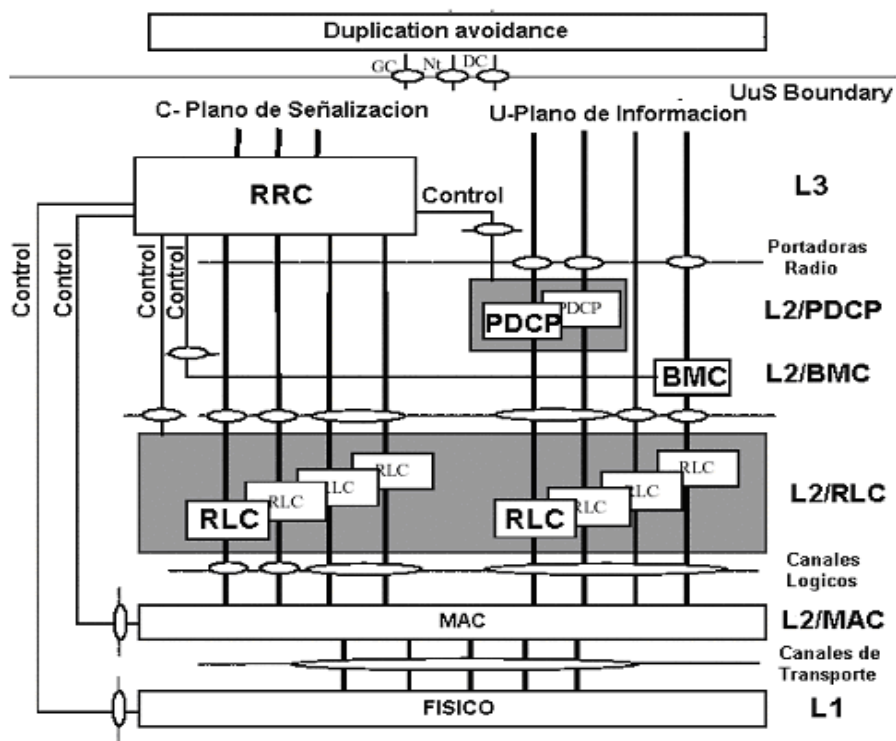 Duplication avoidance
GC
Nt
DC
UuS Boundary
C- Plano de Señalizacion
U-Plano de Informacion
RRC
Control
L3
Control
Control
Control
Control
Portadoras
Radio
PDCP
PDCP
L2/PDCP
BMC
L2/BMC
RLC
RLC
RLC
RLC
RLC
RLC
RLC
RLC
L2/RLC
Canales
Logicos
MAC
L2/MAC
Canales de
Transporte
FISICO
L1